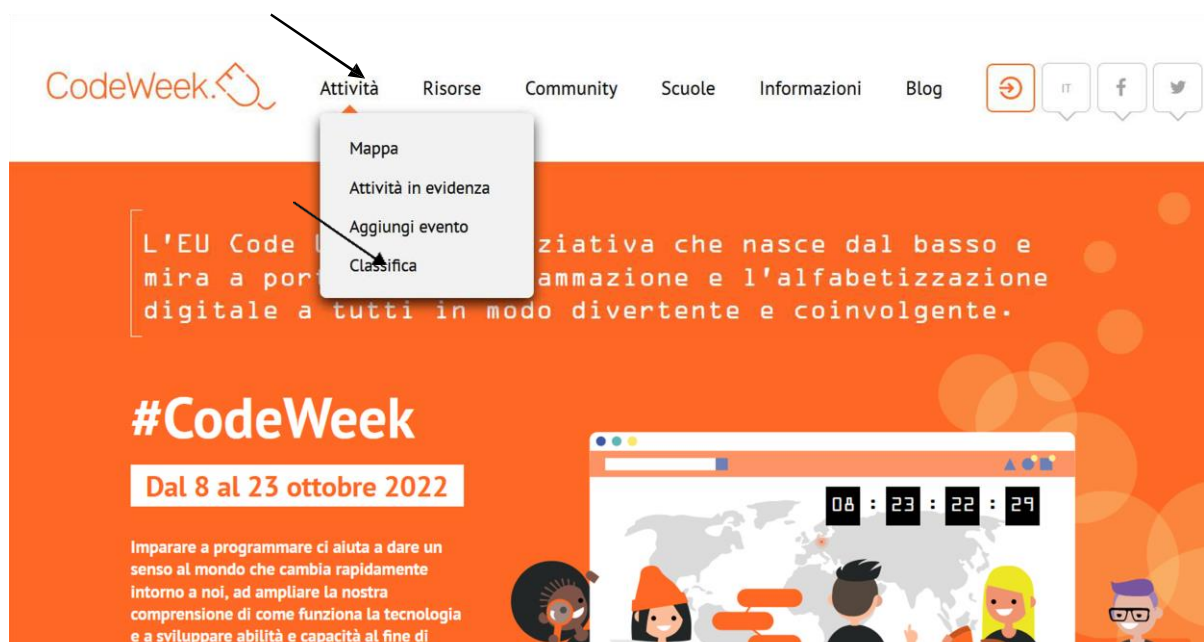 CodeWeek.
Attività Risorse Community Scuole Informazioni Blog IT
Mappa
Attività in evidenza
Aggiungi evento
Classifica
L'EU Code ziativa che nasce dal basso e
mira a por ammazione e l'alfabetizzazione
digitale a tutti in modo divertente e coinvolgente.
#CodeWeek
Dal 8 al 23 ottobre 2022
08 : 23 : 22 : 29
Imparare a programmare ci aiuta a dare un
senso al mondo che cambia rapidamente
intorno a noi, ad ampliare la nostra
comprensione di come funziona la tecnologia
e a sviluppare abilità e capacità al fine di